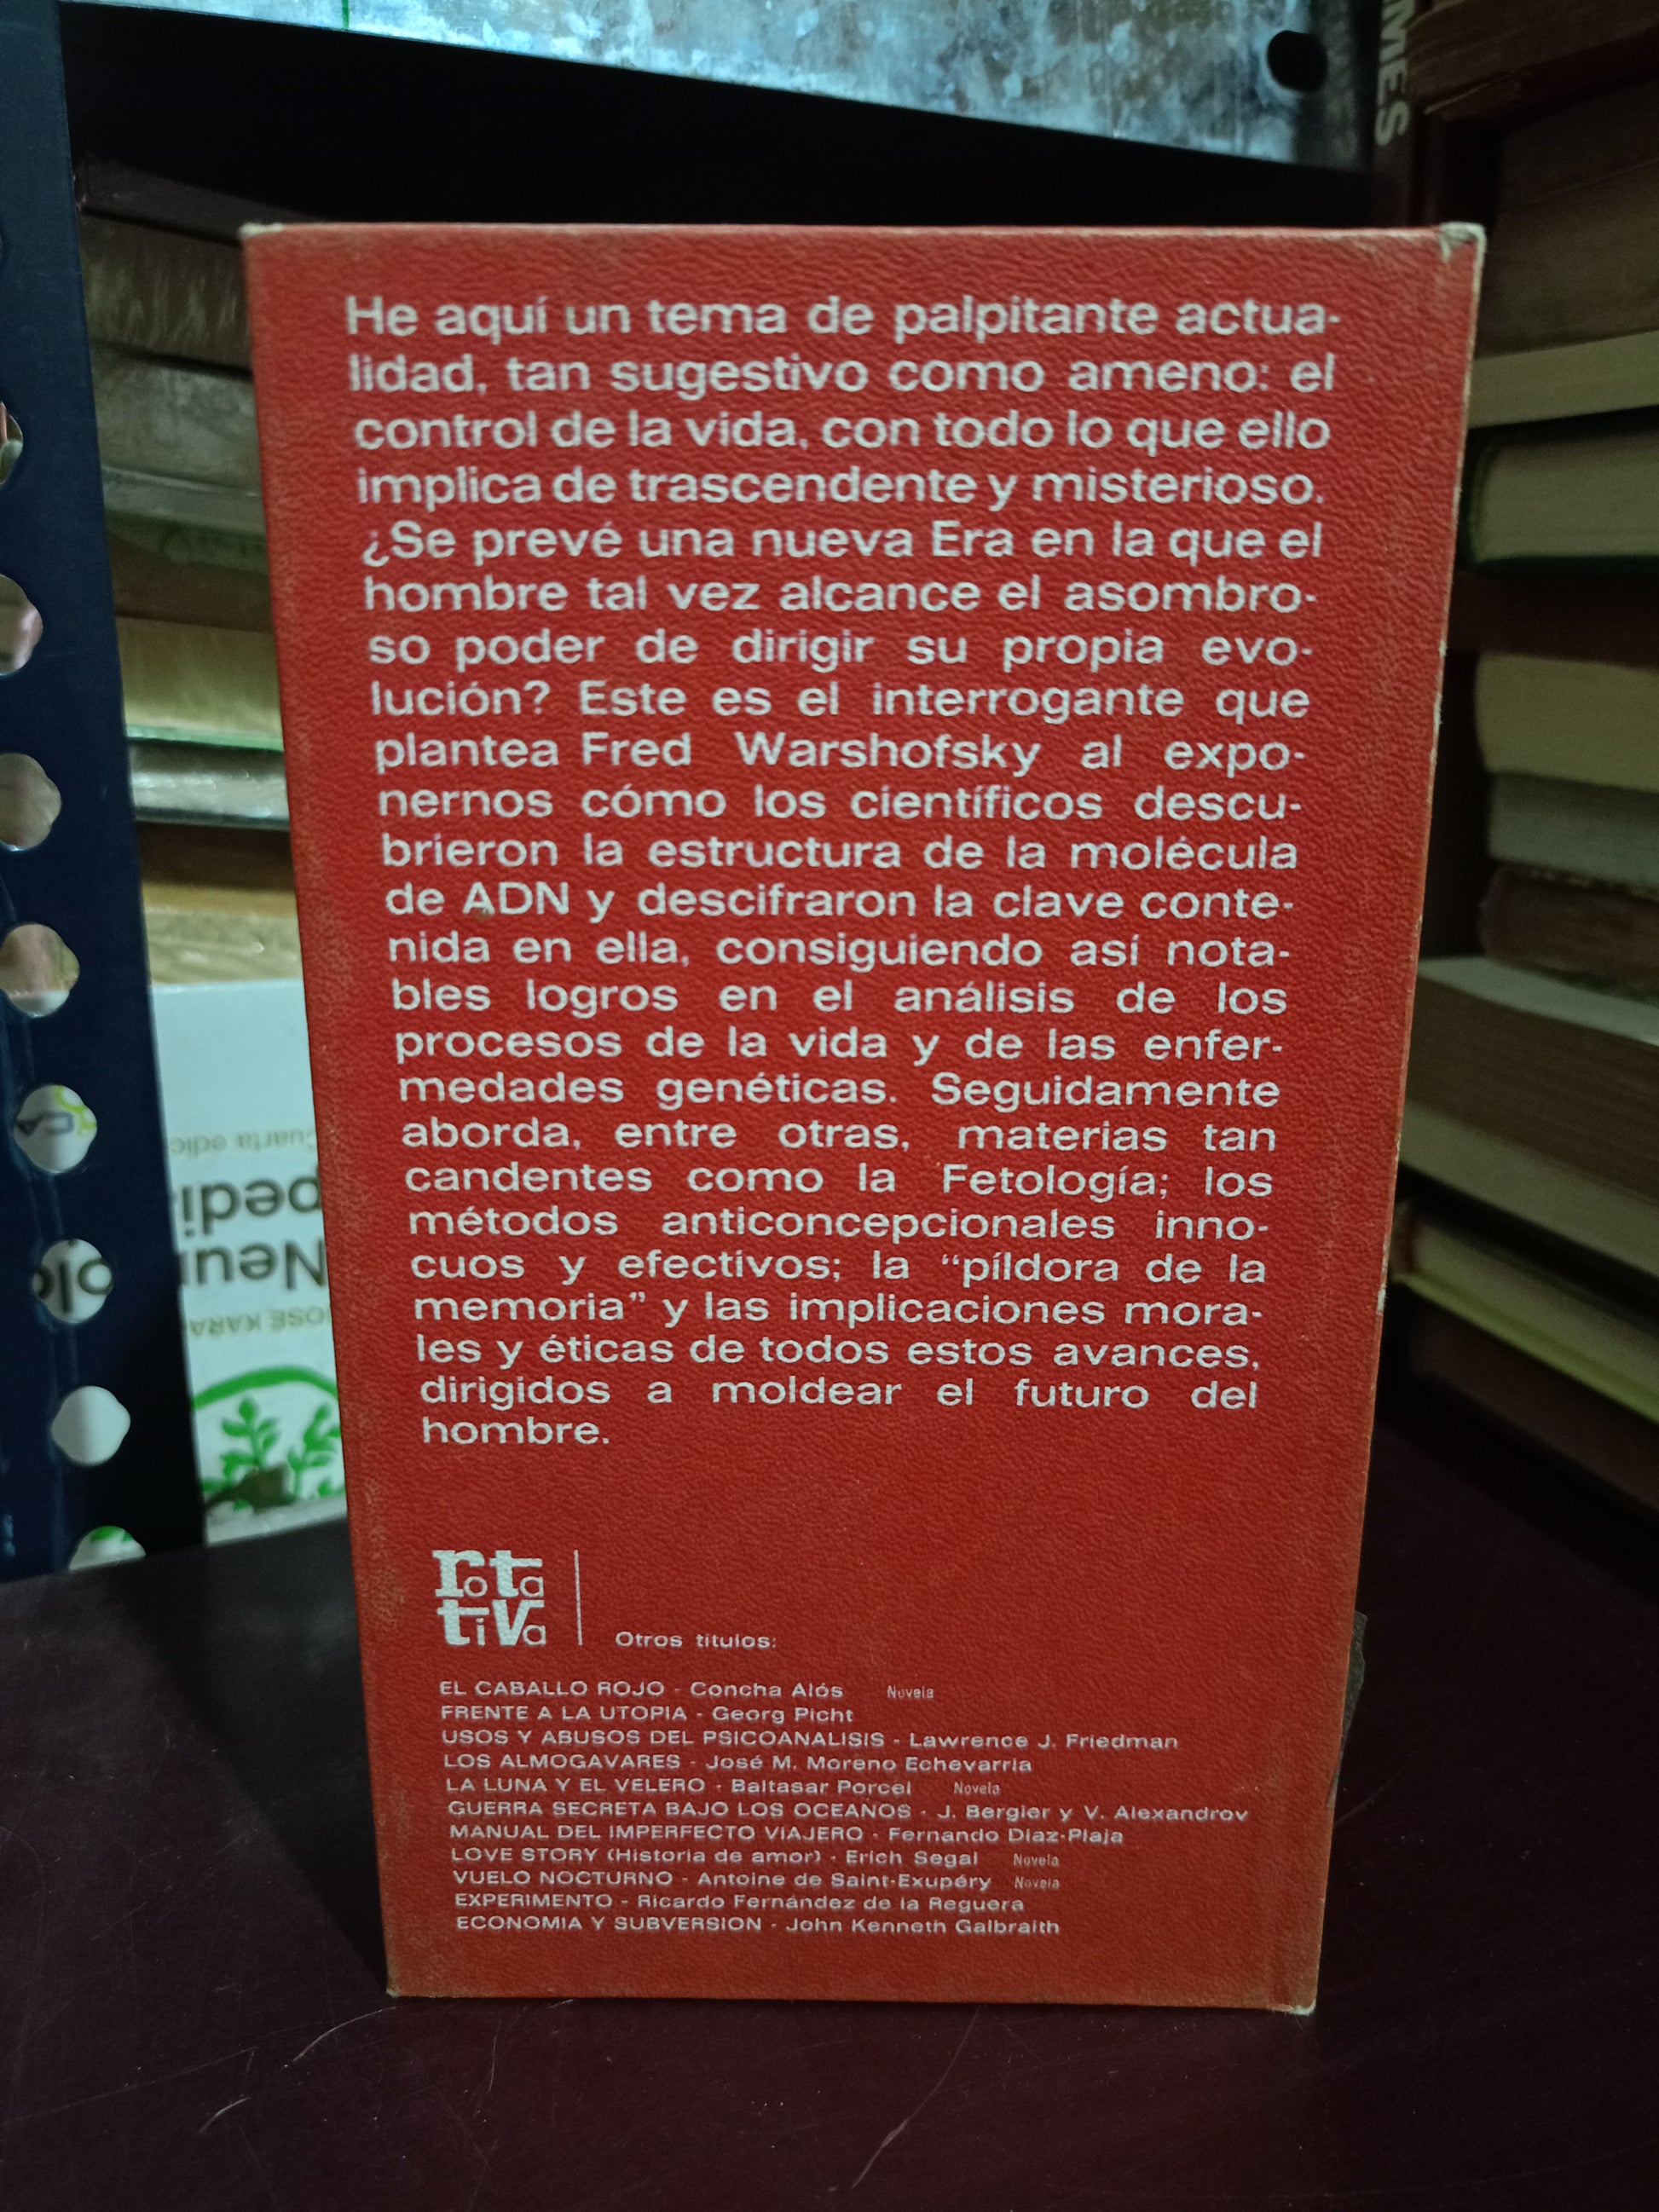 MES
He aquí un tema de palpitante actua-
lidad, tan sugestivo como ameno: el
control de la vida, con todo lo que ello
implica de trascendente y misterioso.
¿Se prevé una nueva Era en la que el
hombre tal vez alcance el asombro-
so poder de dirigir su propia evo-
lución? Este es el interrogante que
plantea Fred Warshofsky al expo-
nernos cómo los científicos descu-
brieron la estructura de la molécula
de ADN y descifraron la clave conte-
nida en ella, consiguiendo así nota-
bles logros en el análisis de los
procesos de la vida y de las enfer-
medades genéticas. Seguidamente
aborda, entre otras, materias tan
candentes como la Fetología; los
métodos anticoncepcionales inno-
cuos y efectivos; la "píldora de la
memoria" y las implicaciones mora-
les y éticas de todos estos avances,
dirigidos a moldear el futuro del
hombre.
rotativa
Otros títulos:
EL CABALLO ROJO - Concha Alós Novela
FRENTE A LA UTOPIA - Georg Picht
USOS Y ABUSOS DEL PSICOANALISIS - Lawrence J. Friedman
LOS ALMOGAVARES - José M. Moreno Echevarría
LA LUNA Y EL VELERO - Baltasar Porcel Novela
GUERRA SECRETA BAJO LOS OCEANOS - J. Bergier y V. Alexandrov
MANUAL DEL IMPERFECTO VIAJERO - Fernando Díaz-Plaja
LOVE STORY (Historia de amor) - Erich Segal Novela
VUELO NOCTURNO - Antoine de Saint-Exupéry Novela
EXPERIMENTO - Ricardo Fernández de la Reguera
ECONOMIA Y SUBVERSION - John Kenneth Galbraith